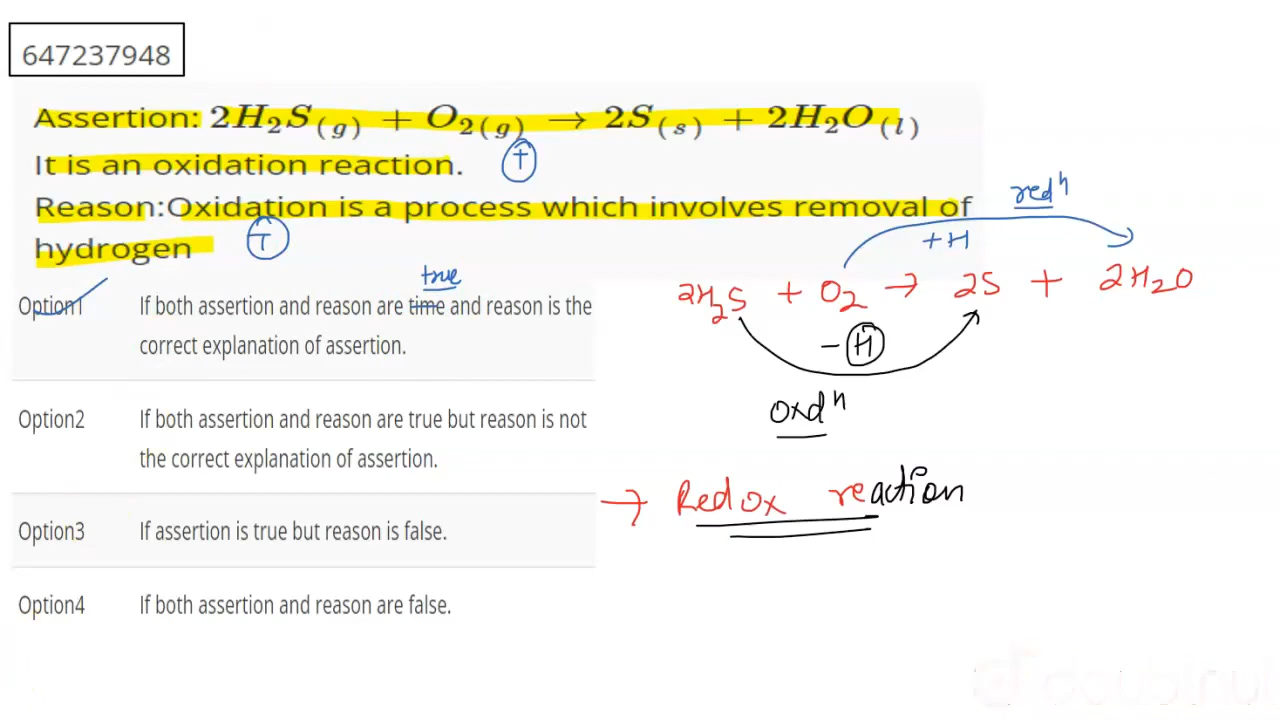 647237948
Assertion: 2H₂S₍g₎ + O₂₍g₎ → 2S₍s₎ + 2H₂O₍l₎
It is an oxidation reaction. T
Reason:Oxidation is a process which involves removal of
hydrogen T
Option1 If both assertion and reason are time and reason is the
true
correct explanation of assertion.
Option2 If both assertion and reason are true but reason is not
the correct explanation of assertion.
Option3 If assertion is true but reason is false.
Option4 If both assertion and reason are false.
redⁿ
+H
2H₂S + O₂ → 2S + 2H₂O
- H
oxdⁿ
→ Redox reaction
doubtnut